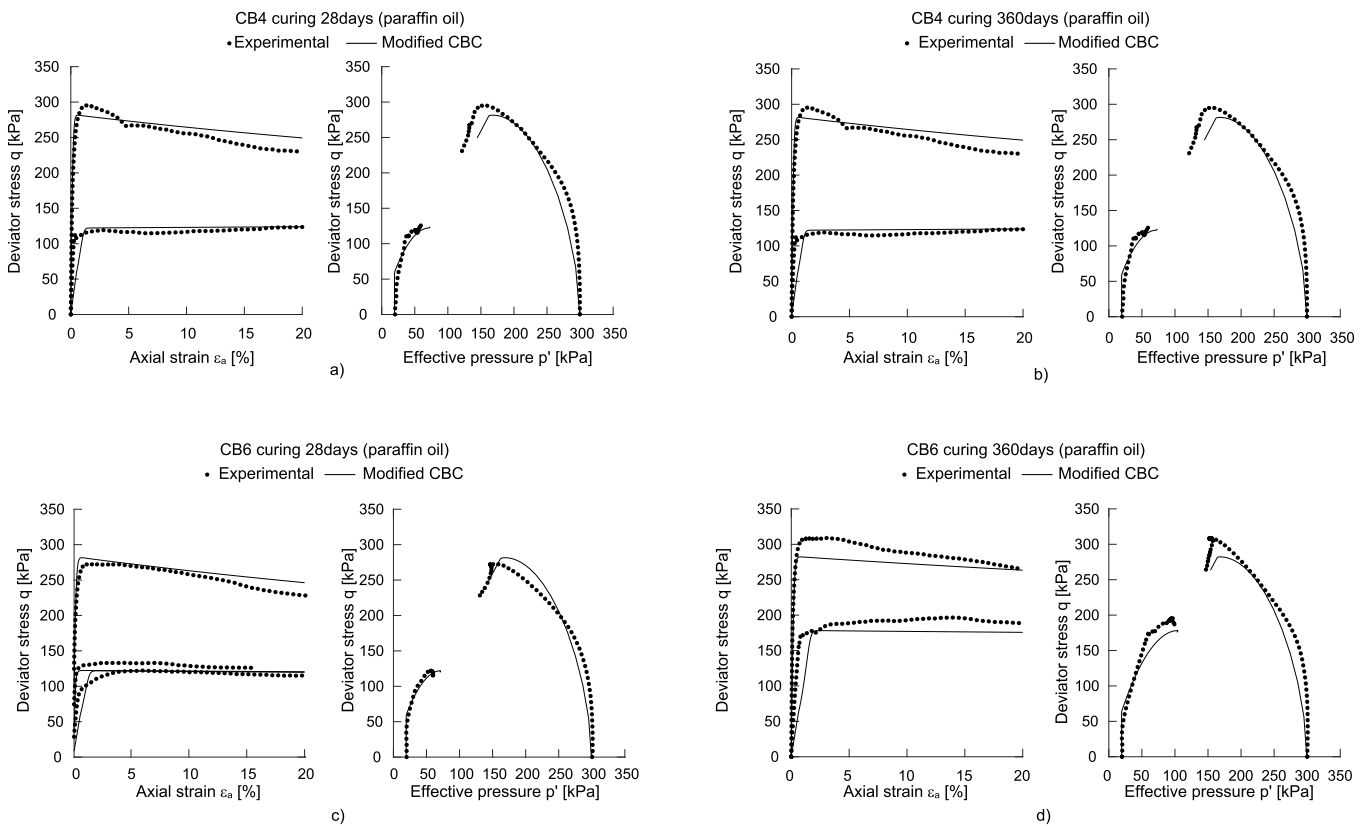 CB4 curing 28days (paraffin oil)
Experimental Modified CBC
Deviator stress q [kPa]
350
300
250
200
150
100
50
0
0 5 10 15 20
Axial strain εa [%]
Deviator stress q [kPa]
350
300
250
200
150
100
50
0
0 50 100 150 200 250 300 350
Effective pressure p' [kPa]
a)
CB4 curing 360days (paraffin oil)
Experimental Modified CBC
Deviator stress q [kPa]
350
300
250
200
150
100
50
0
0 5 10 15 20
Axial strain εa [%]
Deviator stress q [kPa]
350
300
250
200
150
100
50
0
0 50 100 150 200 250 300 350
Effective pressure p' [kPa]
b)
CB6 curing 28days (paraffin oil)
Experimental Modified CBC
Deviator stress q [kPa]
350
300
250
200
150
100
50
0
0 5 10 15 20
Axial strain εa [%]
Deviator stress q [kPa]
350
300
250
200
150
100
50
0
0 50 100 150 200 250 300 350
Effective pressure p' [kPa]
c)
CB6 curing 360days (paraffin oil)
Experimental Modified CBC
Deviator stress q [kPa]
350
300
250
200
150
100
50
0
0 5 10 15 20
Axial strain εa [%]
Deviator stress q [kPa]
350
300
250
200
150
100
50
0
0 50 100 150 200 250 300 350
Effective pressure p' [kPa]
d)